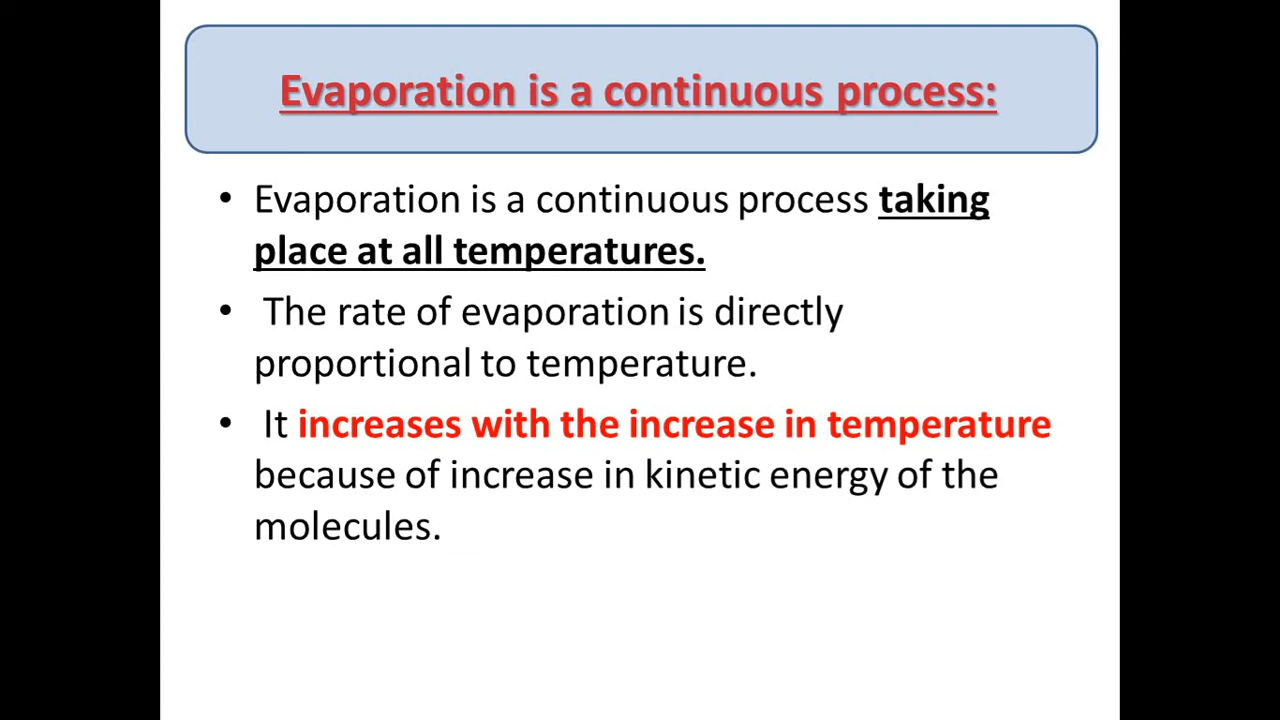 Evaporation is a continuous process:
• Evaporation is a continuous process taking
place at all temperatures.
• The rate of evaporation is directly
proportional to temperature.
• It increases with the increase in temperature
because of increase in kinetic energy of the
molecules.